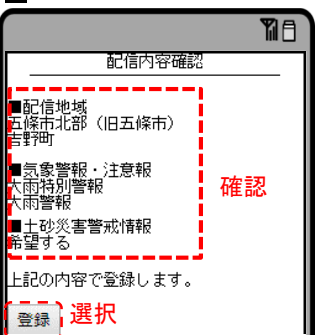 配信内容確認
■配信地域
五條市北部（旧五條市）
吉野町
■気象警報・注意報
大雨特別警報
大雨警報
確認
■土砂災害警戒情報
希望する
上記の内容で登録します。
登録
選択